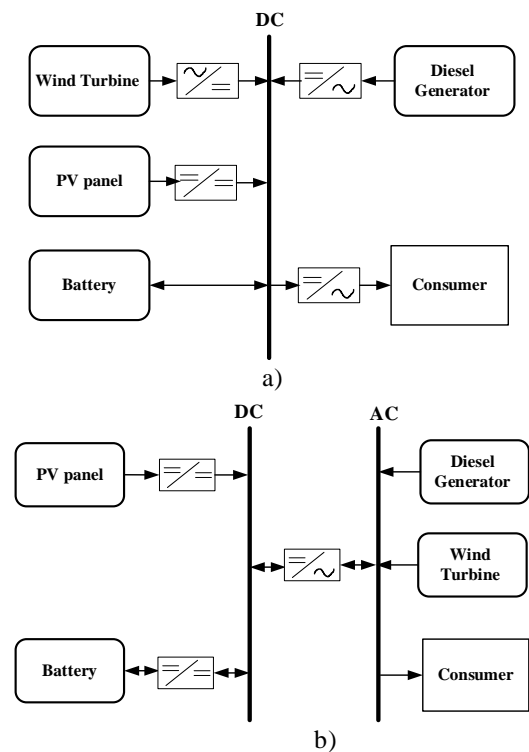 DC
Wind Turbine
Diesel
Generator
PV panel
Battery
Consumer
a)
DC
AC
PV panel
Diesel
Generator
Wind
Turbine
Battery
Consumer
b)